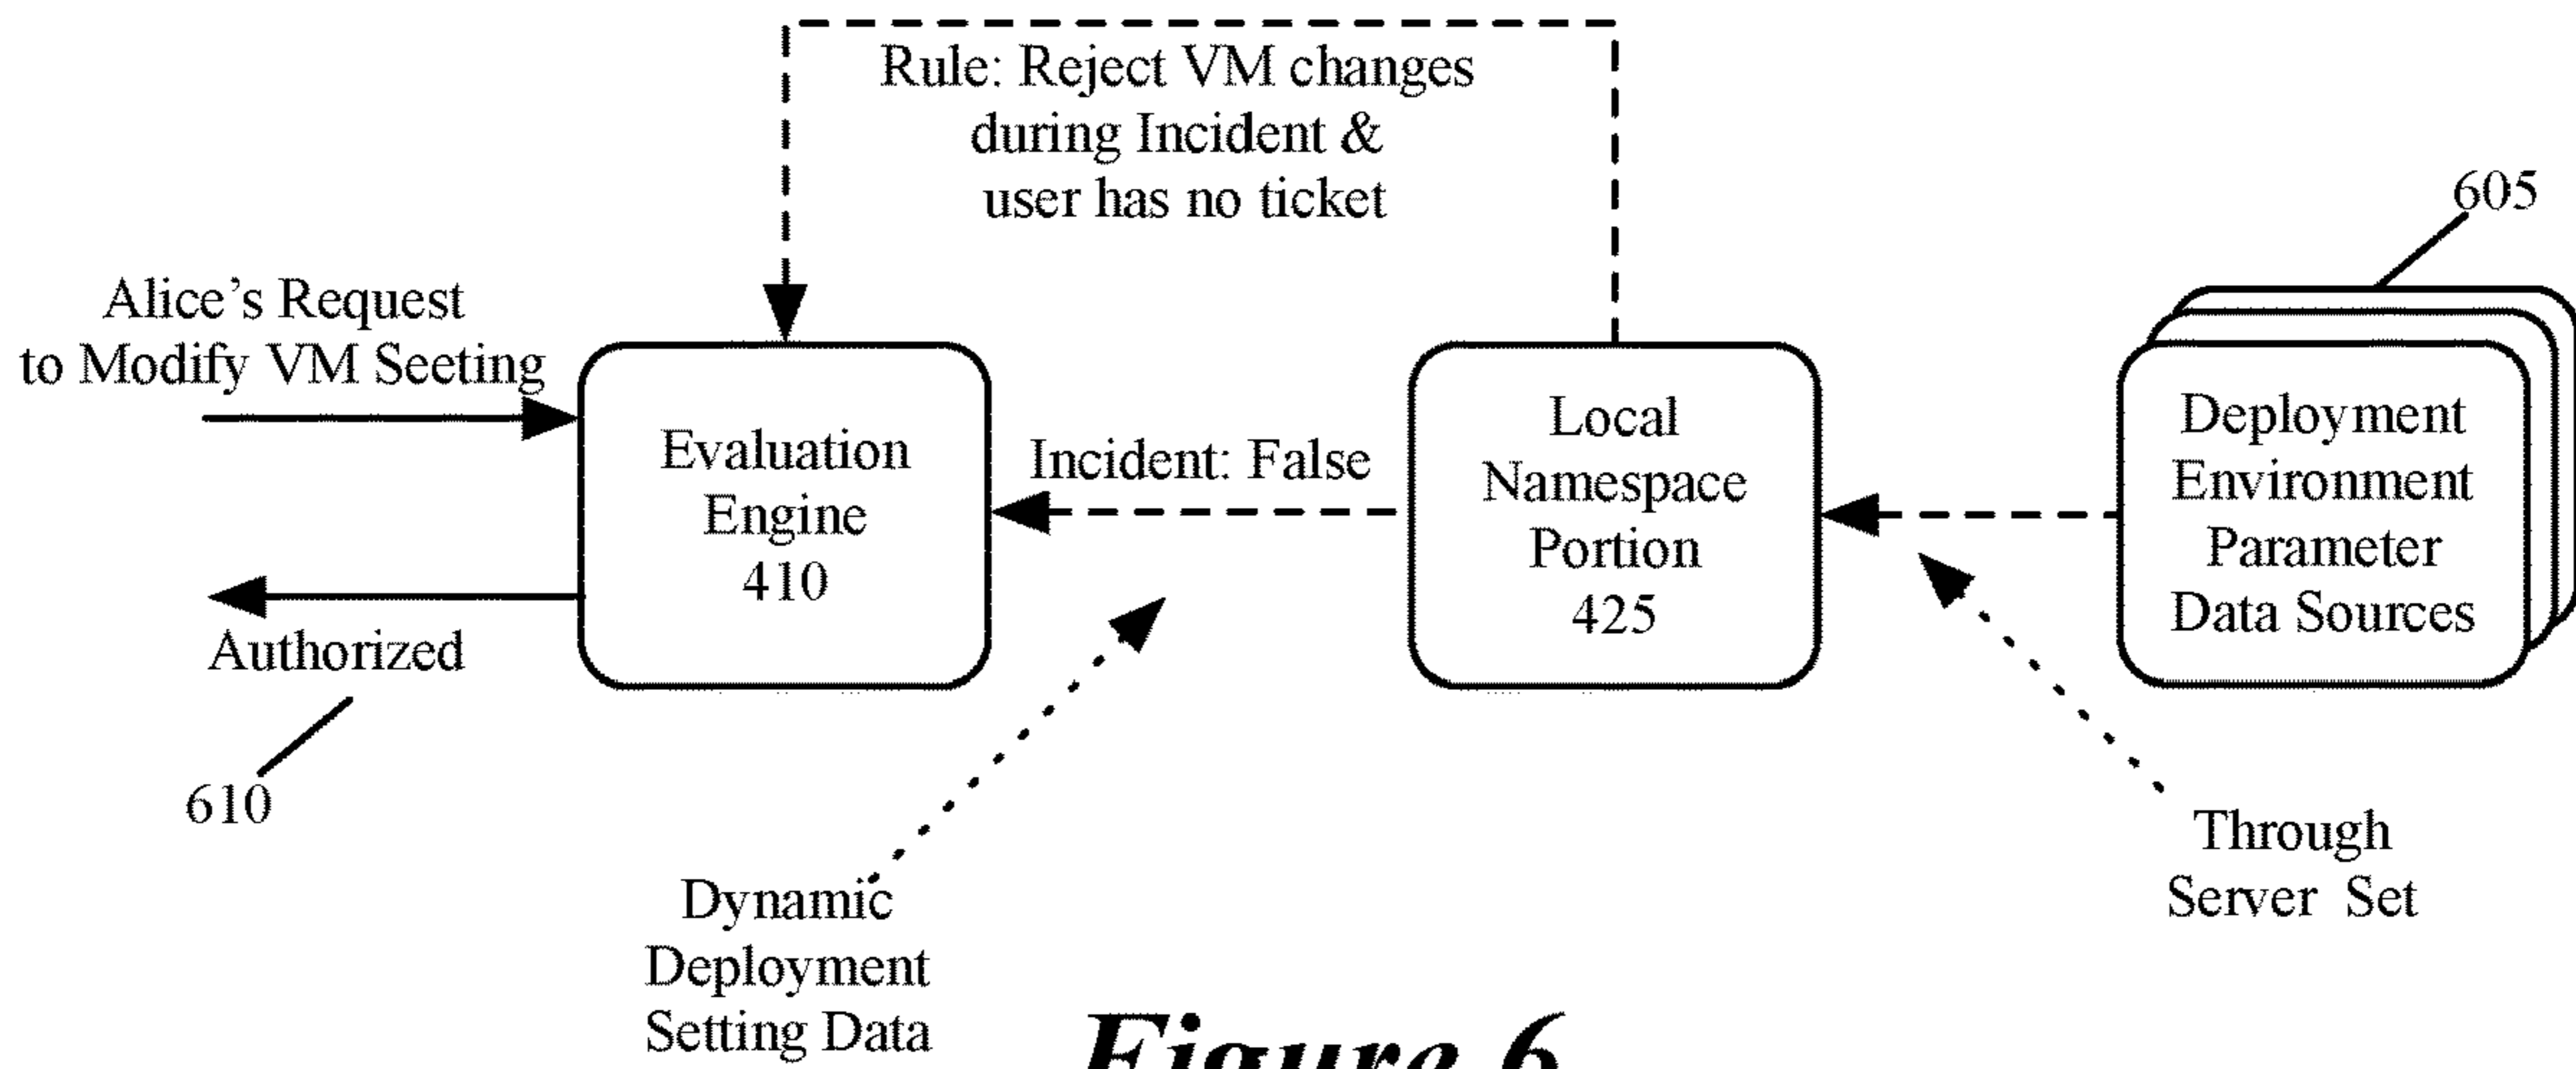 Rule: Reject VM changes
during Incident &
user has no ticket
605
Alice's Request
to Modify VM Seeting
Evaluation
Engine
410
Incident: False
Local
Namespace
Portion
425
Deployment
Environment
Parameter
Data Sources
Authorized
610
Dynamic
Deployment
Setting Data
Through
Server Set
Figure 6